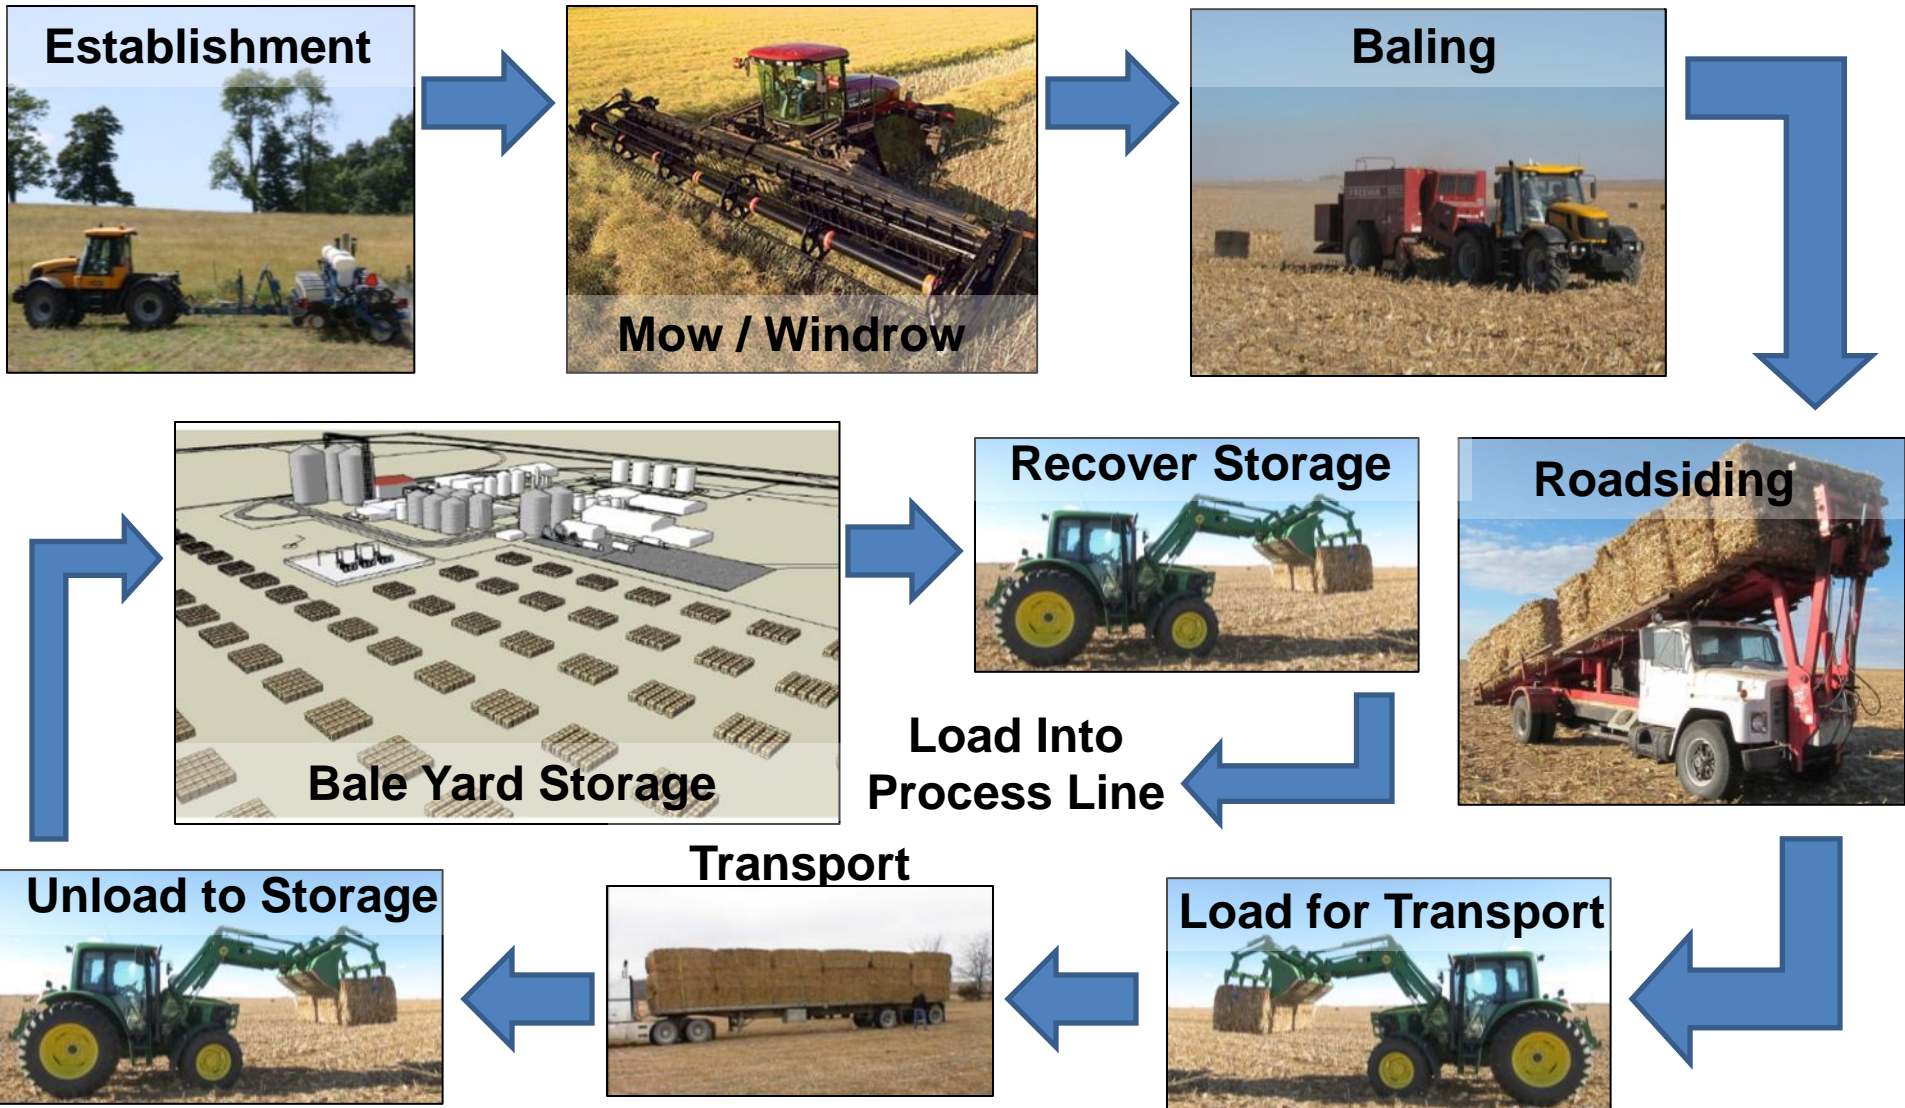 Establishment
Mow / Windrow
Baling
FREEMAN
Roadsiding
Load for Transport
Transport
Unload to Storage
Bale Yard Storage
Recover Storage
Load Into
Process Line